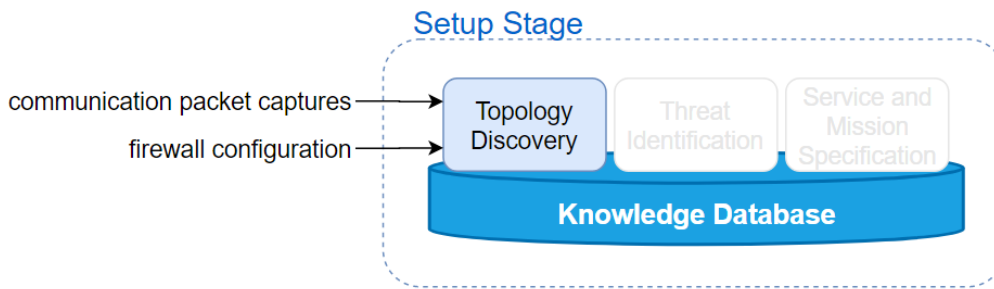 Setup Stage
communication packet captures
firewall configuration
Topology
Discovery
Threat
Identification
Service and
Mission
Specification
Knowledge Database